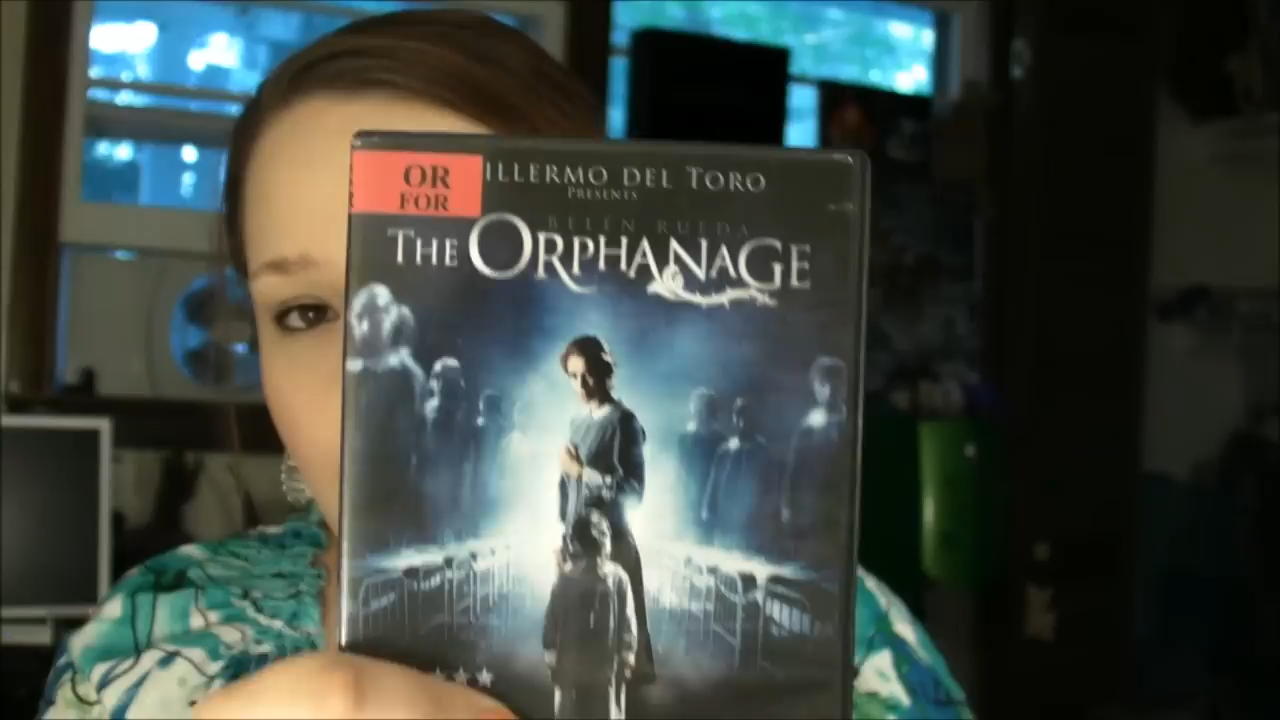 OR
FOR
ILLERMO DEL TORO
PRESENTS
BELÉN RUEDA
THE ORPHANAGE